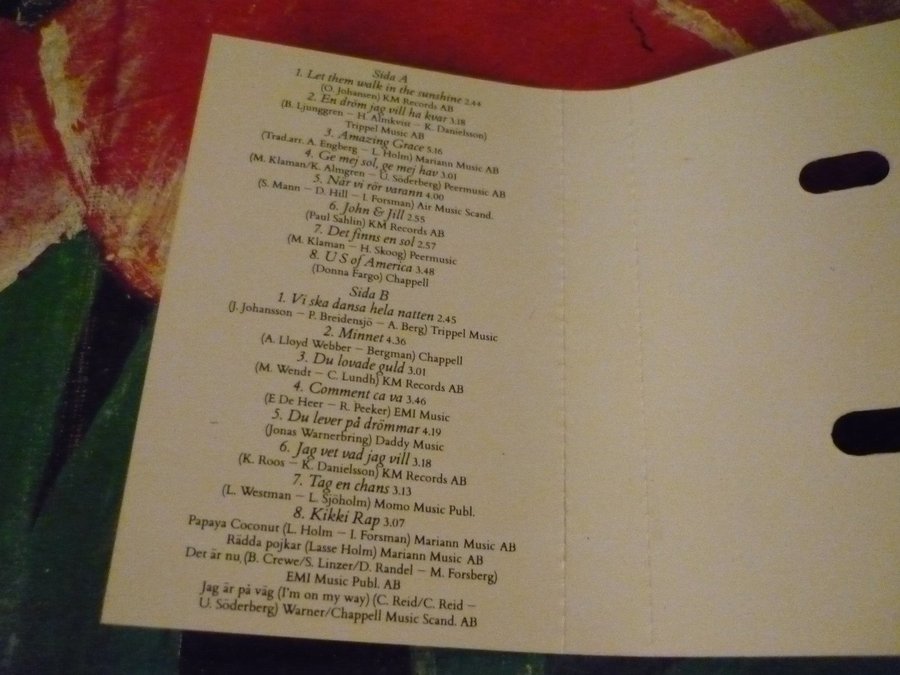 Sida A
1. Let them walk in the sunshine 2.44
(O. Johansen) KM Records AB
2. En dröm jag vill ha kvar 3.18
(B. Ljunggren – H. Almkvist – K. Danielsson)
Trippel Music AB
3. Amazing Grace 5.16
(Trad.arr. A. Engberg – L. Holm) Mariann Music AB
4. Ge mej sol, ge mej hav 3.01
(M. Klaman/K. Almgren – U. Söderberg) Peermusic AB
5. När vi rör varann 4.00
(S. Mann – D. Hill – I. Forsman) Air Music Scand.
6. John & Jill 2.55
(Paul Sahlin) KM Records AB
7. Det finns en sol 2.57
(M. Klaman – H. Skoog) Peermusic
8. U S of America 3.48
(Donna Fargo) Chappell
Sida B
1. Vi ska dansa hela natten 2.45
(J. Johansson – P. Breidensjö – A. Berg) Trippel Music
2. Minnet 4.36
(A. Lloyd Webber – Bergman) Chappell
3. Du lovade guld 3.01
(M. Wendt – C. Lundh) KM Records AB
4. Comment ca va 3.46
(E De Heer – R. Peeker) EMI Music
5. Du lever på drömmar 4.19
(Jonas Warnerbring) Daddy Music
6. Jag vet vad jag vill 3.18
(K. Roos – K. Danielsson) KM Records AB
7. Tag en chans 3.13
(L. Westman – L. Sjöholm) Momo Music Publ.
8. Kikki Rap 3.07
Papaya Coconut (L. Holm – I. Forsman) Mariann Music AB
Rädda pojkar (Lasse Holm) Mariann Music AB
Det är nu (B. Crewe/S. Linzer/D. Randel – M. Forsberg)
EMI Music Publ. AB
Jag är på väg (I'm on my way) (C. Reid/C. Reid –
U. Söderberg) Warner/Chappell Music Scand. AB